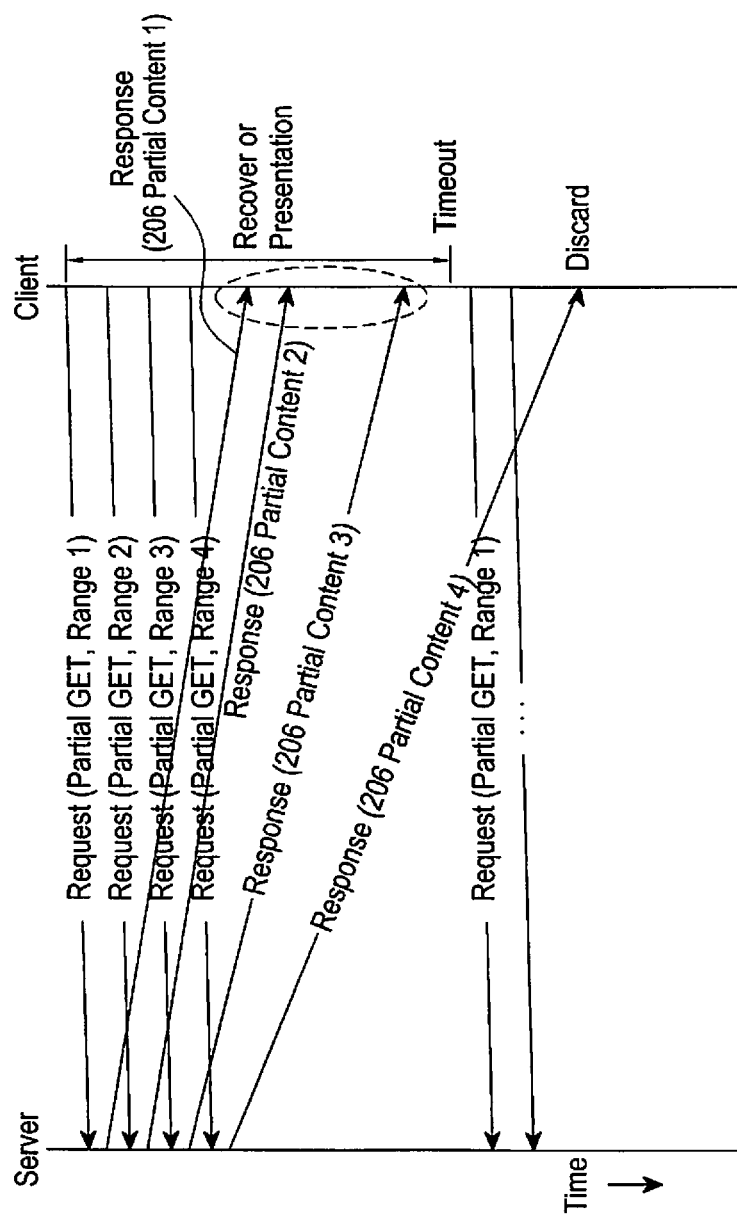 Server
Client
Request (Partial GET, Range 1)
Request (Partial GET, Range 2)
Request (Partial GET, Range 3)
Request (Partial GET, Range 4)
Response
(206 Partial Content 1)
Response (206 Partial Content 2)
Recover or
Presentation
Response (206 Partial Content 3)
Response (206 Partial Content 4)
Timeout
Request (Partial GET, Range 1)
....
Discard
Time